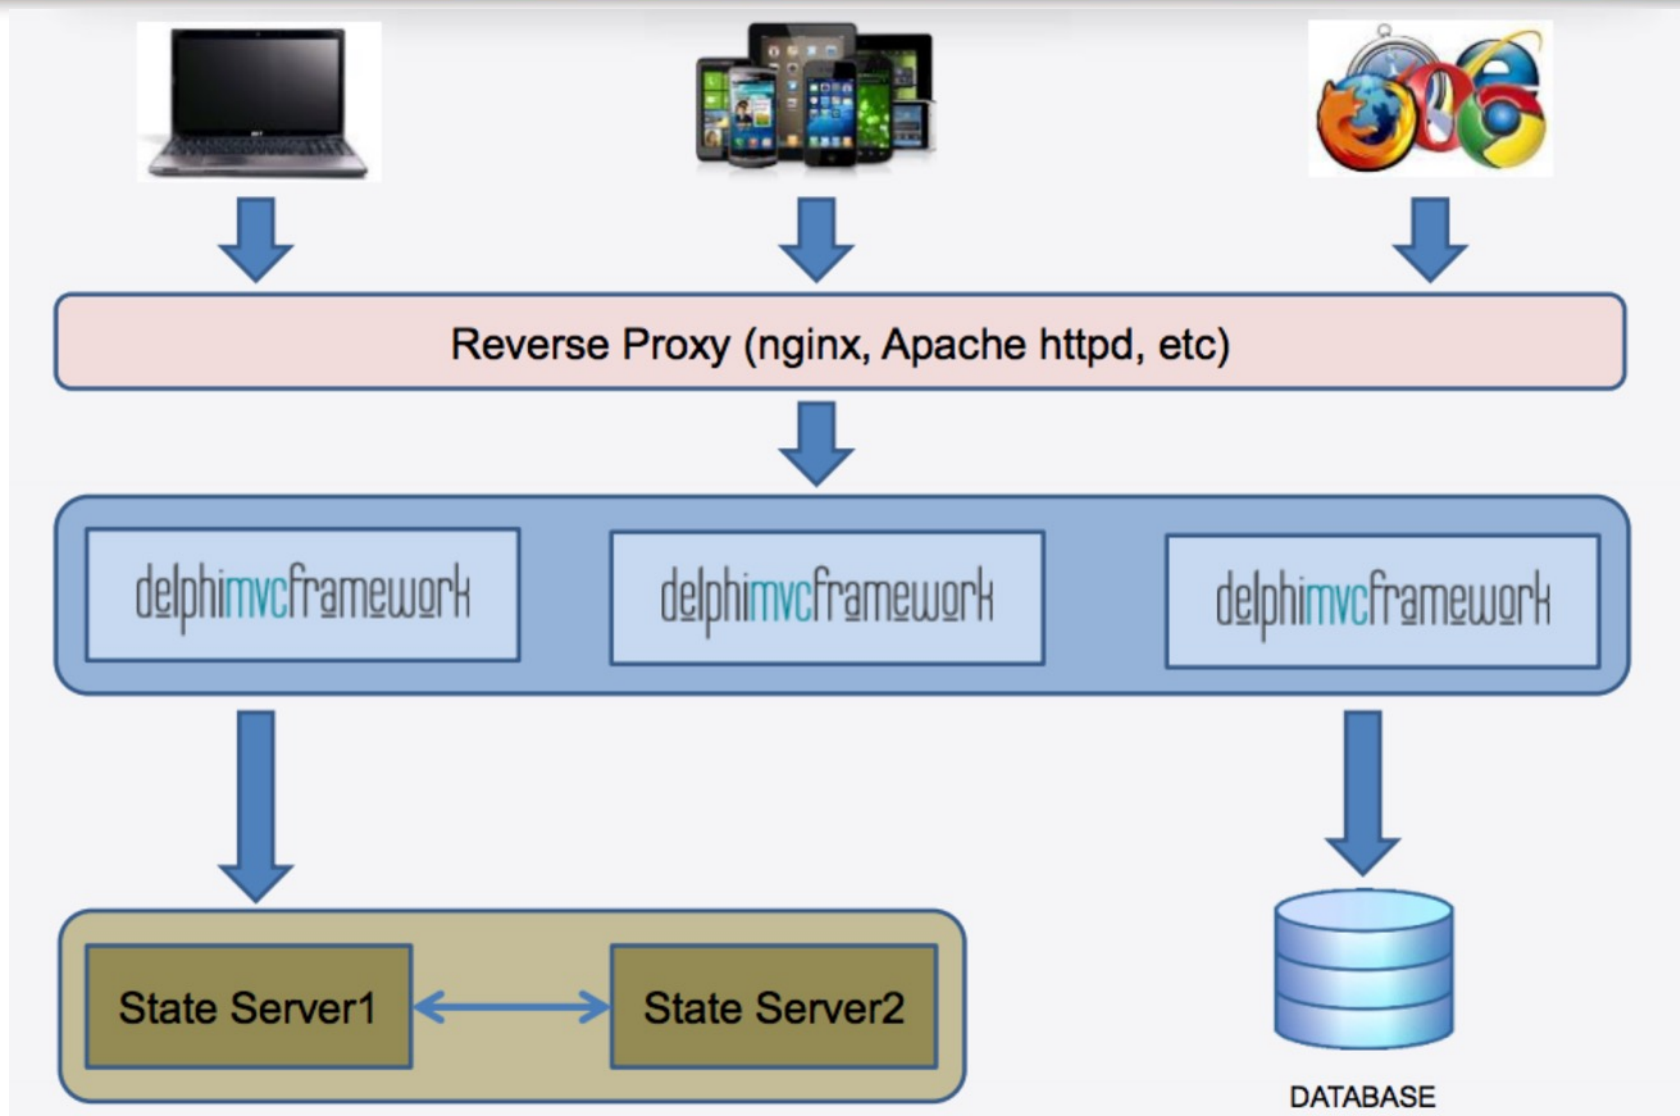 Reverse Proxy (nginx, Apache httpd, etc)
delphimvcframework
delphimvcframework
delphimvcframework
State Server1
State Server2
DATABASE